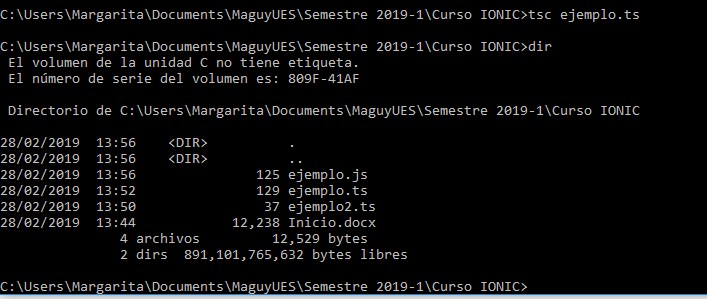 C:\Users\Margarita\Documents\MaguyUES\Semestre 2019-1\Curso IONIC>tsc ejemplo.ts
C:\Users\Margarita\Documents\MaguyUES\Semestre 2019-1\Curso IONIC>dir
El volumen de la unidad C no tiene etiqueta.
El número de serie del volumen es: 809F-41AF
Directorio de C:\Users\Margarita\Documents\MaguyUES\Semestre 2019-1\Curso IONIC
28/02/2019  13:56    <DIR>          .
28/02/2019  13:56    <DIR>          ..
28/02/2019  13:56               125 ejemplo.js
28/02/2019  13:52               129 ejemplo.ts
28/02/2019  13:50                37 ejemplo2.ts
28/02/2019  13:44            12,238 Inicio.docx
4 archivos         12,529 bytes
2 dirs  891,101,765,632 bytes libres
C:\Users\Margarita\Documents\MaguyUES\Semestre 2019-1\Curso IONIC>